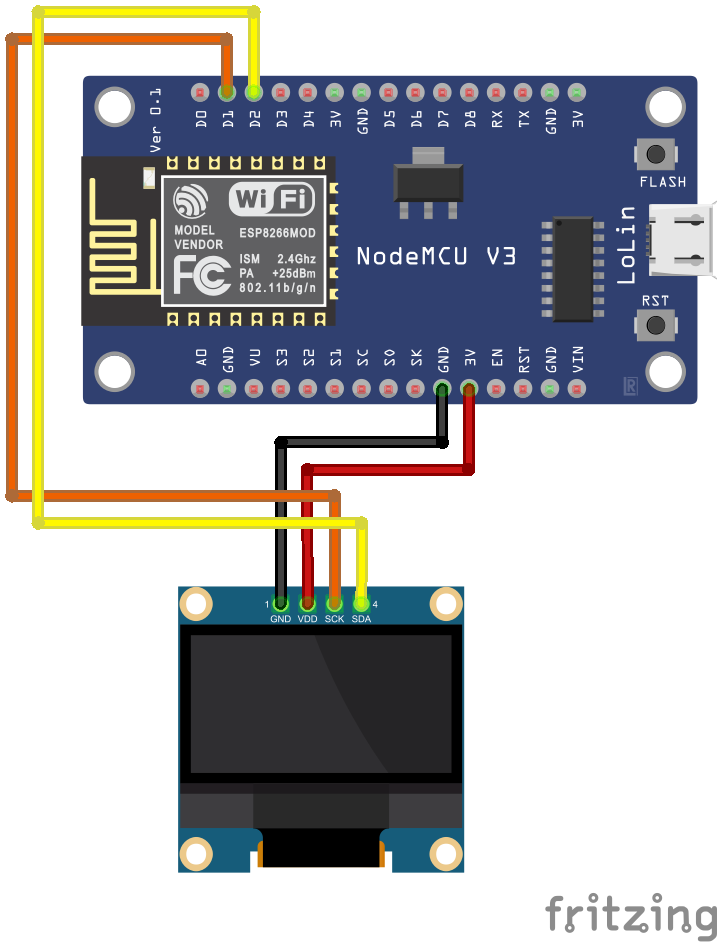 Ver 0.1
D0 D1 D2 D3 D4 3V GND D5 D6 D7 D8 RX TX GND 3V
FLASH
WiFi
MODEL
VENDOR
ESP8266MOD
FC
ISM 2.4Ghz
PA +25dBm
802.11b/g/n
NodeMCU V3
LoLin
RST
A0 GND VU S3 S2 S1 SC SO SK GND 3V EN RST GND VIN
R
1 4
GND VDD SCK SDA
fritzing